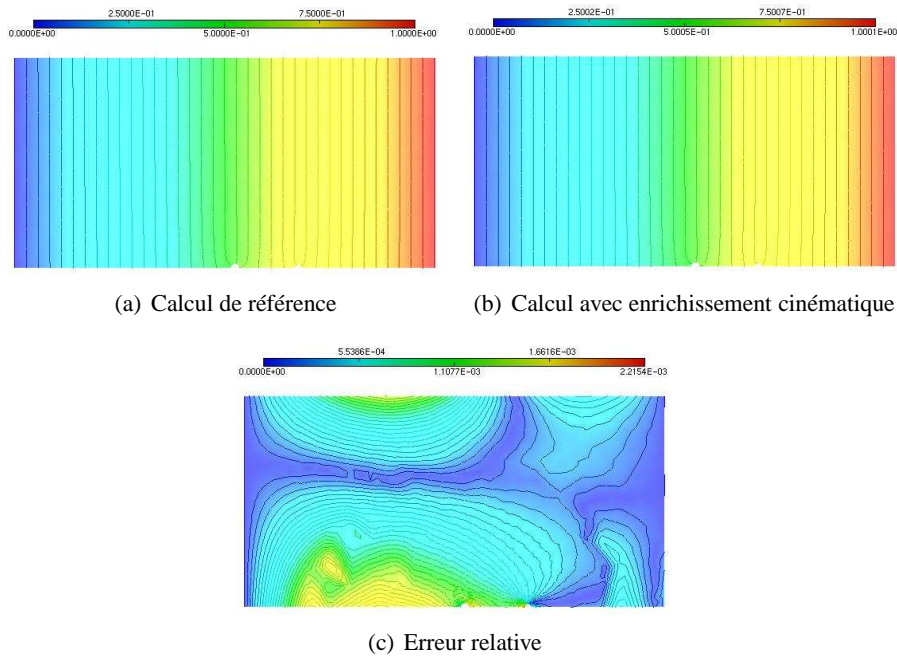 2.5000E-01 7.5000E-01
0.0000E+00 5.0000E-01 1.0000E+00
2.5002E-01 7.5007E-01
0.0000E+00 5.0005E-01 1.0001E+00
(a) Calcul de référence
(b) Calcul avec enrichissement cinématique
5.5386E-04 1.6616E-03
0.0000E+00 1.1077E-03 2.2154E-03
(c) Erreur relative